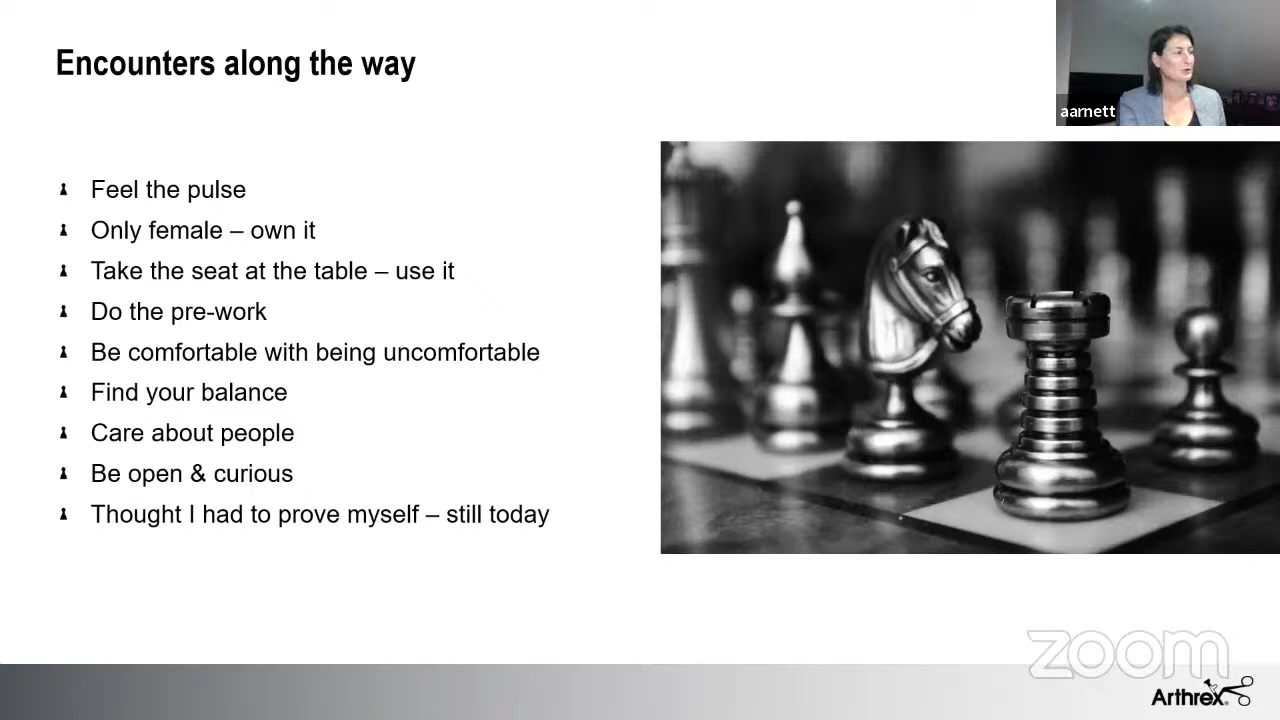 Encounters along the way
aarnett
Feel the pulse
Only female – own it
Take the seat at the table – use it
Do the pre-work
Be comfortable with being uncomfortable
Find your balance
Care about people
Be open & curious
Thought I had to prove myself – still today
zoom
Arthrex®